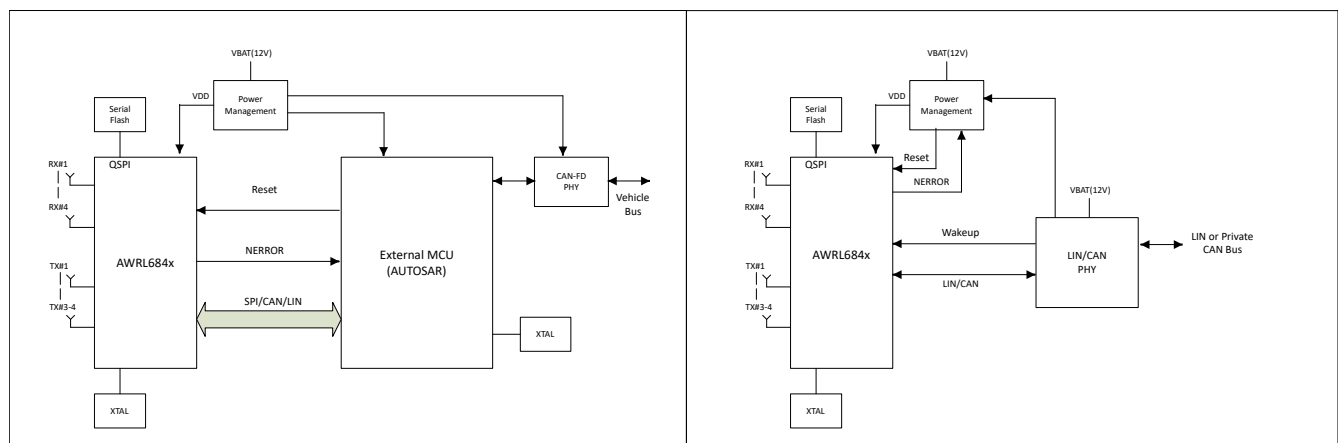 VBAT(12V)
VDD
Power
Management
Serial
Flash
QSPI
RX#1
RX#4
AWRL684x
TX#1
TX#3-4
XTAL
Reset
NERROR
SPI/CAN/LIN
External MCU
(AUTOSAR)
XTAL
CAN-FD
PHY
Vehicle
Bus
VBAT(12V)
VDD
Power
Management
Serial
Flash
QSPI
Reset
NERROR
RX#1
RX#4
AWRL684x
TX#1
TX#3-4
XTAL
Wakeup
LIN/CAN
VBAT(12V)
LIN/CAN
PHY
LIN or Private
CAN Bus